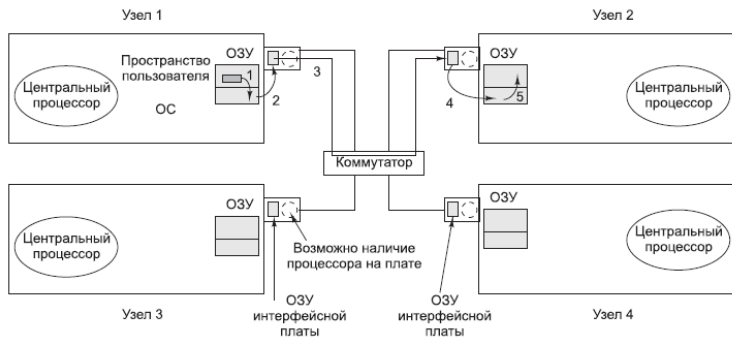 Узел 1
Узел 2
ОЗУ
Пространство
пользователя
1
2
3
ОС
Центральный
процессор
ОЗУ
4
5
Центральный
процессор
Коммутатор
ОЗУ
Центральный
процессор
Возможно наличие
процессора на плате
ОЗУ
Центральный
процессор
Узел 3
ОЗУ
интерфейсной
платы
ОЗУ
интерфейсной
платы
Узел 4